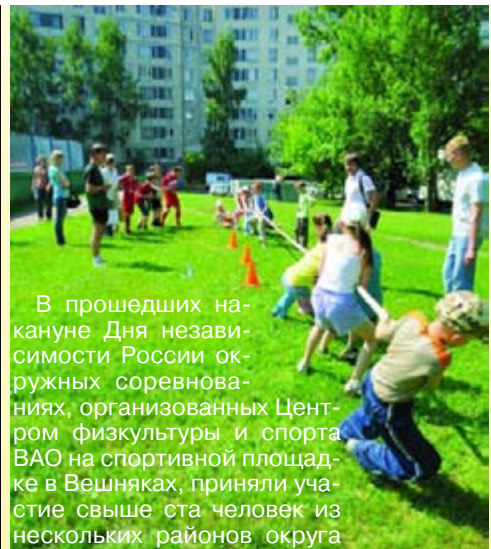 В прошедших на-
кануне Дня незави-
симости России ок-
ружных соревнова-
ниях, организованных Цент-
ром физкультуры и спорта
ВАО на спортивной площад-
ке в Вешняках, приняли уча-
стие свыше ста человек из
нескольких районов округа